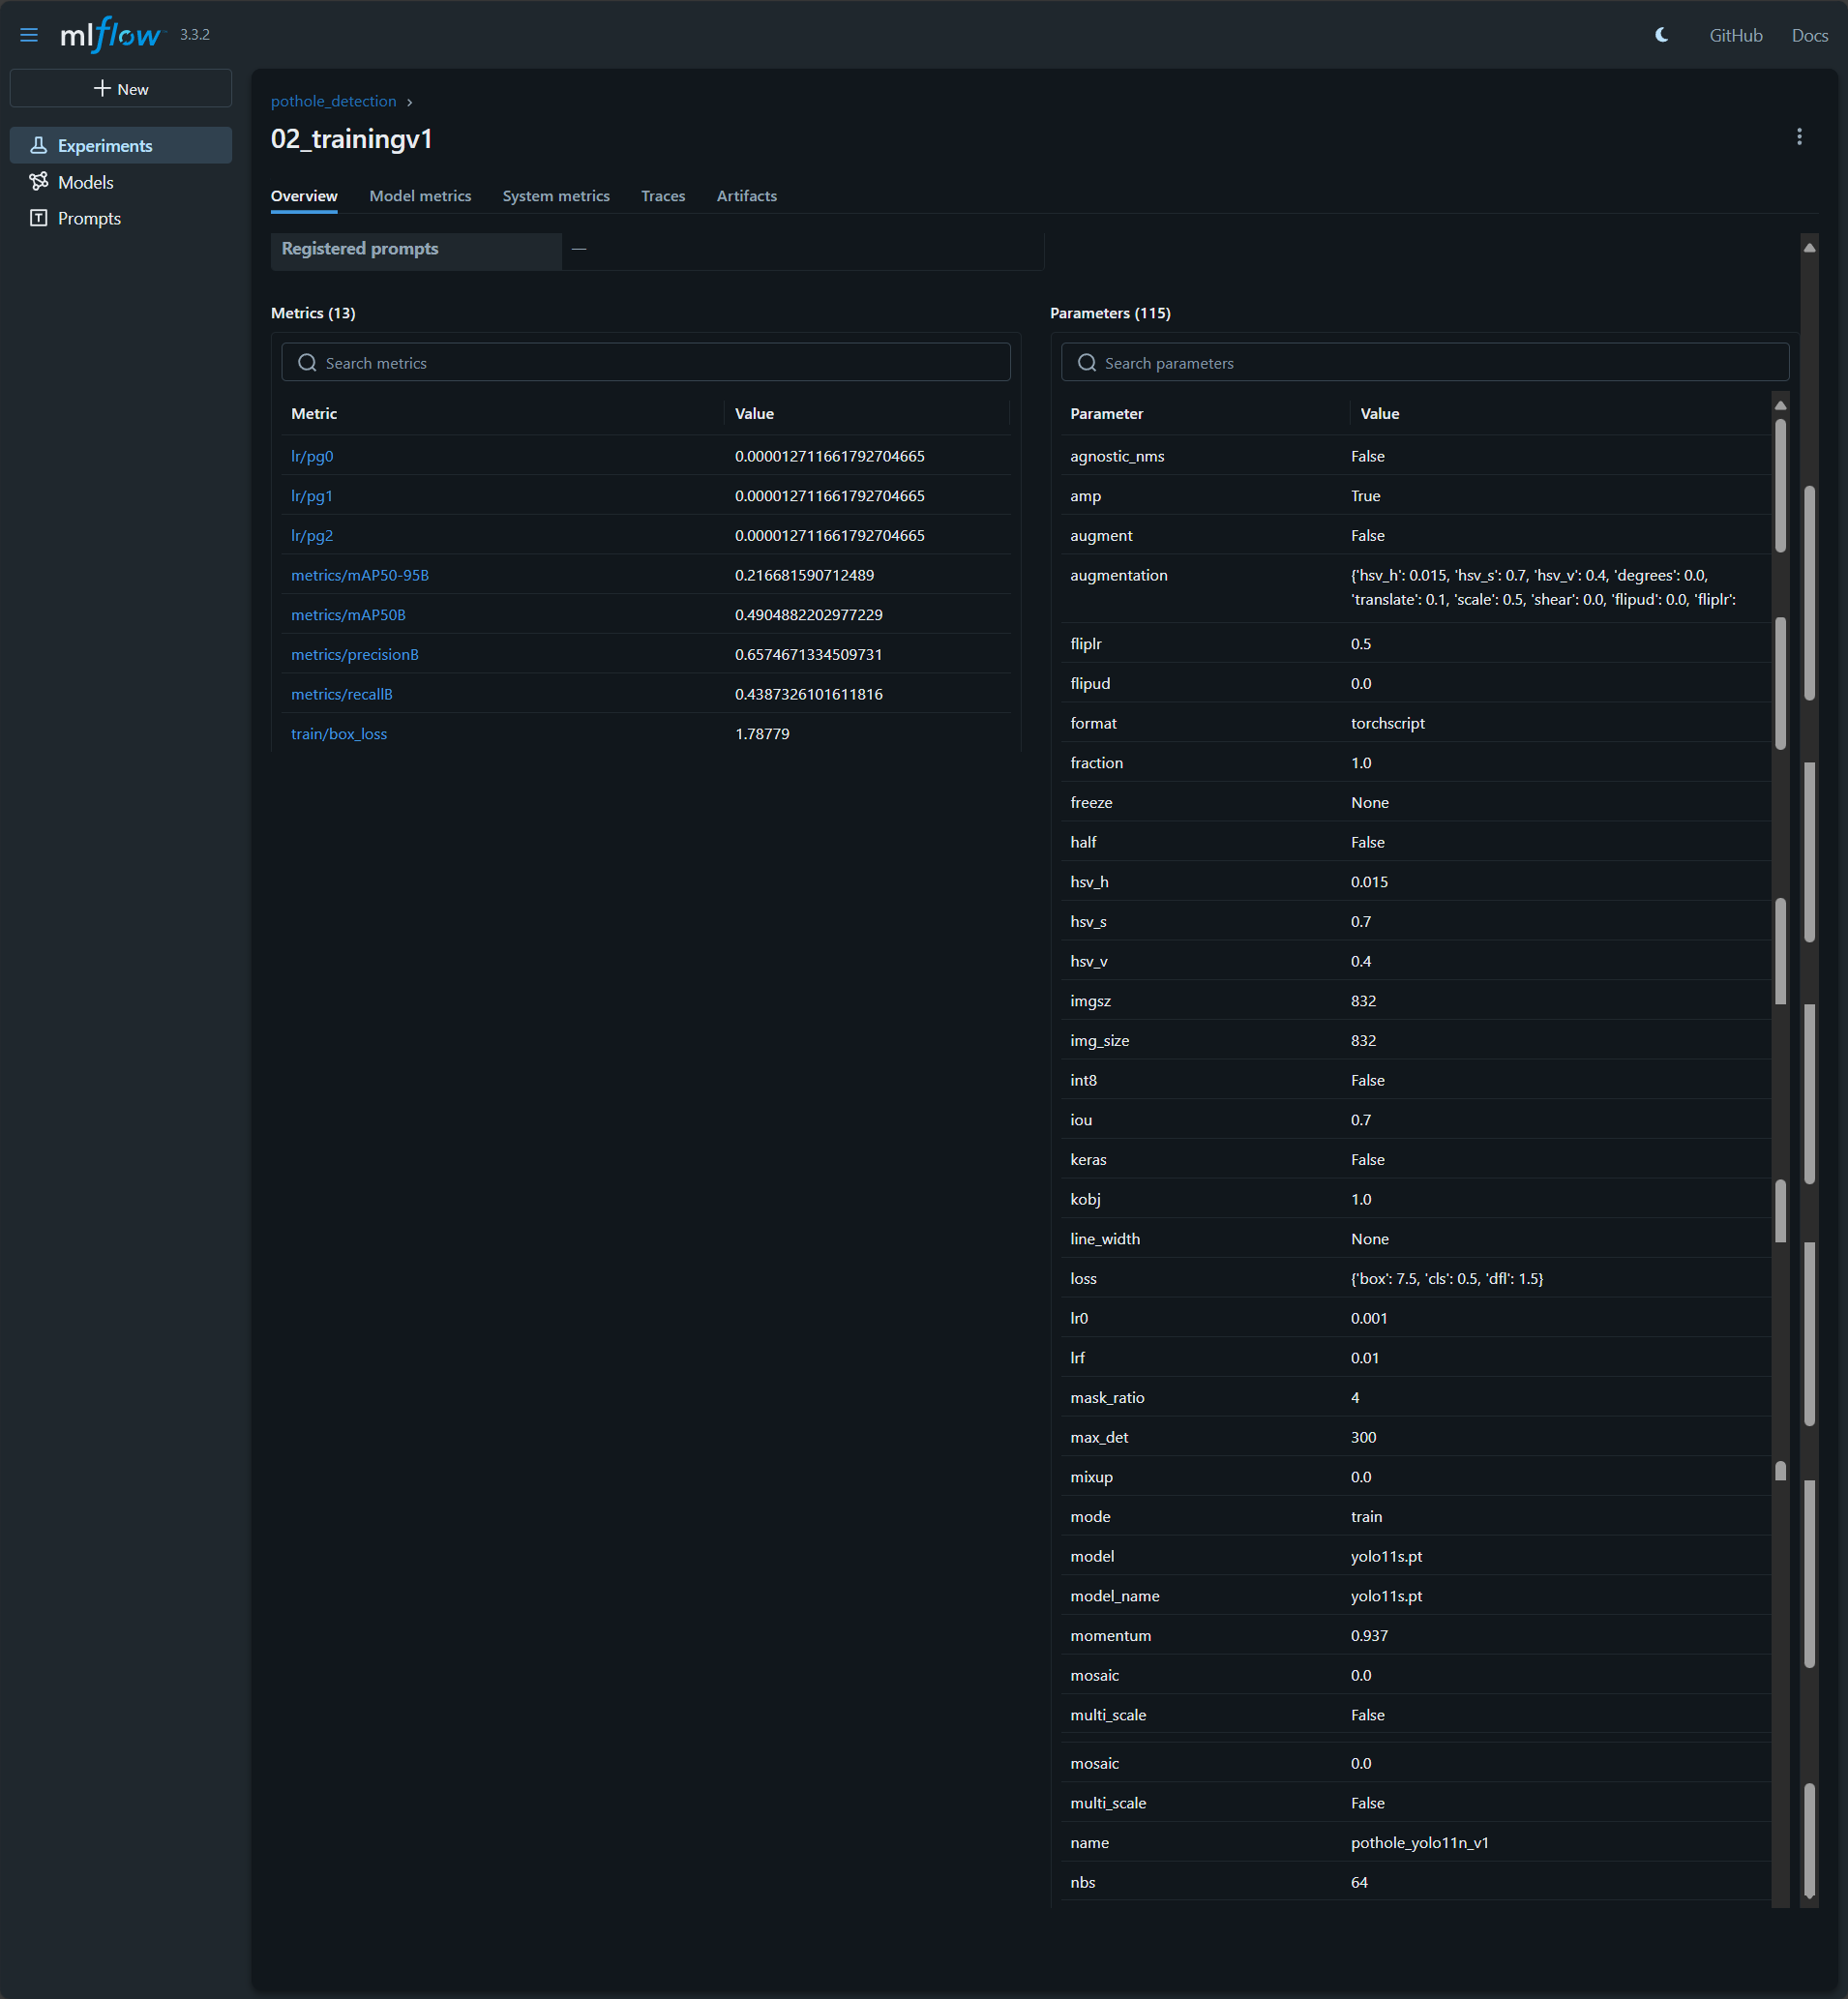 mlflow 3.3.2
GitHub Docs
New
Experiments
Models
Prompts
pothole_detection ›
02_trainingv1
Overview Model metrics System metrics Traces Artifacts
Registered prompts —
Metrics (13)
Search metrics
Metric Value
lr/pg0 0.000012711661792704665
lr/pg1 0.000012711661792704665
lr/pg2 0.000012711661792704665
metrics/mAP50-95B 0.216681590712489
metrics/mAP50B 0.4904882202977229
metrics/precisionB 0.6574671334509731
metrics/recallB 0.4387326101611816
train/box_loss 1.78779
Parameters (115)
Search parameters
Parameter Value
agnostic_nms False
amp True
augment False
augmentation {'hsv_h': 0.015, 'hsv_s': 0.7, 'hsv_v': 0.4, 'degrees': 0.0,
'translate': 0.1, 'scale': 0.5, 'shear': 0.0, 'flipud': 0.0, 'fliplr':
fliplr 0.5
flipud 0.0
format torchscript
fraction 1.0
freeze None
half False
hsv_h 0.015
hsv_s 0.7
hsv_v 0.4
imgsz 832
img_size 832
int8 False
iou 0.7
keras False
kobj 1.0
line_width None
loss {'box': 7.5, 'cls': 0.5, 'dfl': 1.5}
lr0 0.001
lrf 0.01
mask_ratio 4
max_det 300
mixup 0.0
mode train
model yolo11s.pt
model_name yolo11s.pt
momentum 0.937
mosaic 0.0
multi_scale False
mosaic 0.0
multi_scale False
name pothole_yolo11n_v1
nbs 64